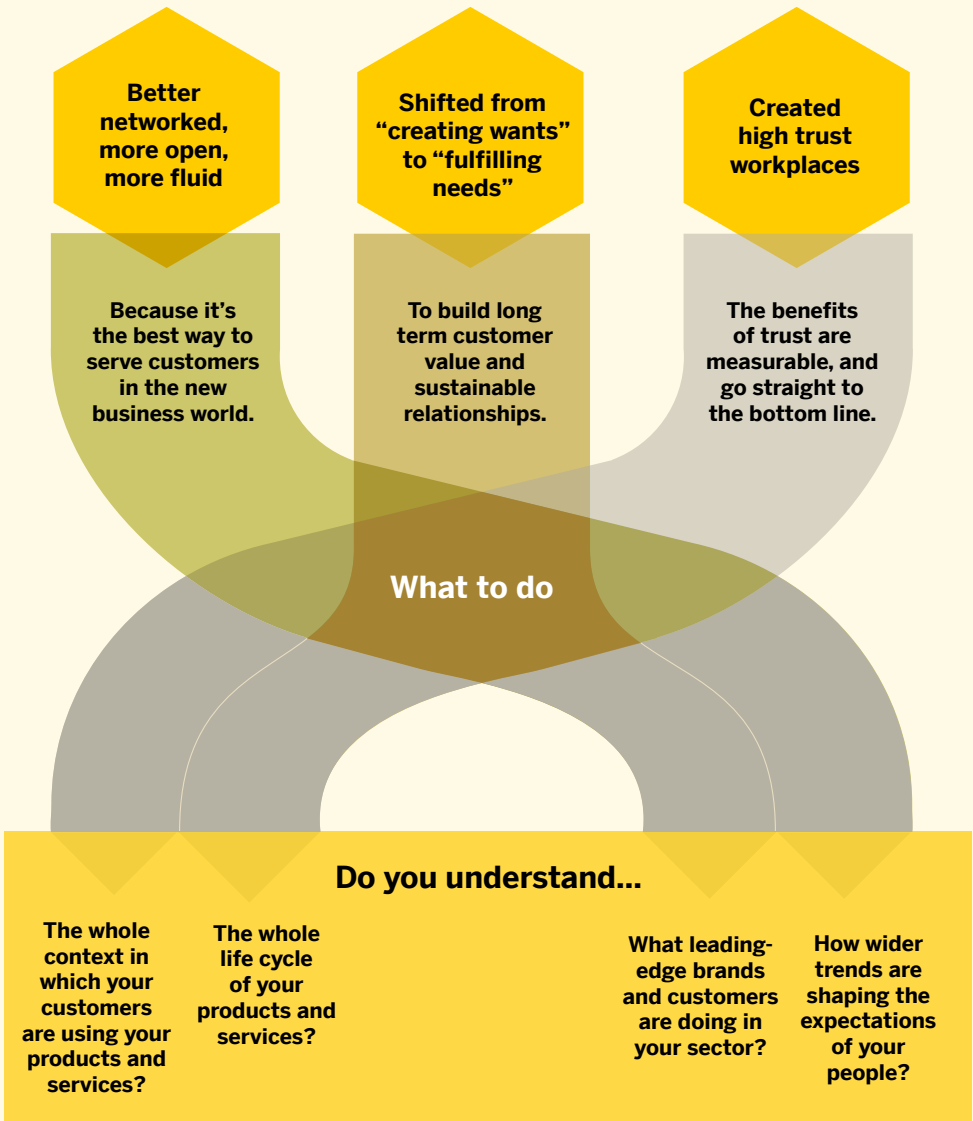 Better
networked,
more open,
more fluid
Shifted from
“creating wants”
to “fulfilling
needs”
Created
high trust
workplaces
Because it’s
the best way to
serve customers
in the new
business world.
To build long
term customer
value and
sustainable
relationships.
The benefits
of trust are
measurable, and
go straight to
the bottom line.
What to do
Do you understand...
The whole
context in
which your
customers
are using your
products and
services?
The whole
life cycle
of your
products and
services?
What leading-
edge brands
and customers
are doing in
your sector?
How wider
trends are
shaping the
expectations
of your
people?